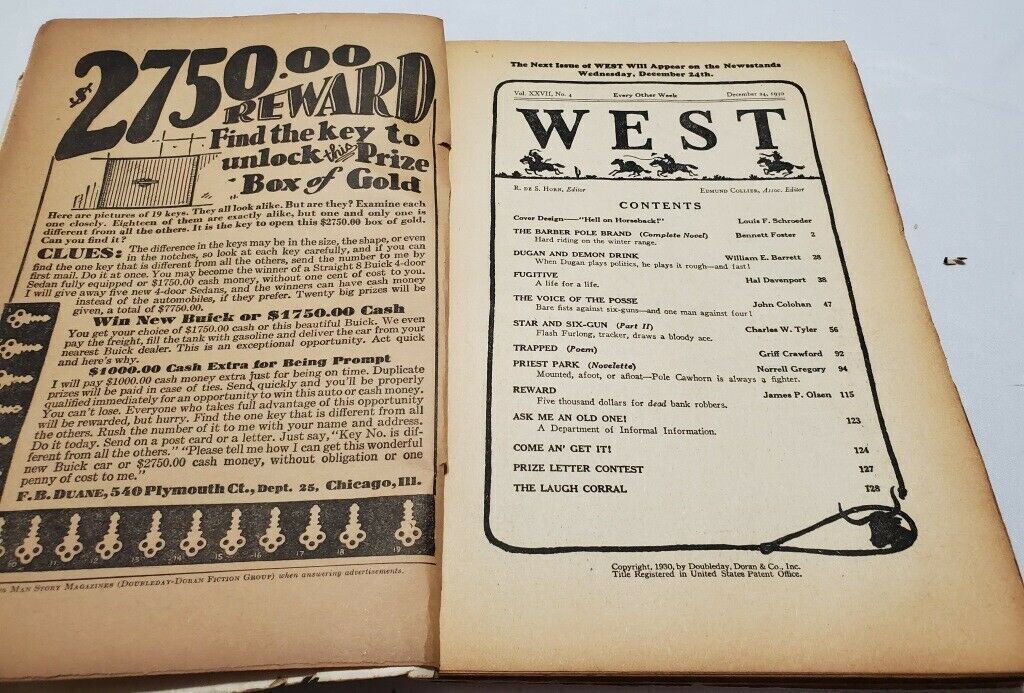 $2750.00
REWARD
Find the key to
unlock this Prize
Box of Gold
Here are pictures of 19 keys. They all look alike. But are they? Examine each
one closely. Eighteen of them are exactly alike, but one and only one is
different from all the others. It is the key to open this $2750.00 box of gold.
Can you find it?
CLUES: The difference in the keys may be in the size, the shape, or even
in the notches, so look at each key carefully, and if you can
find the one key that is different from all the others, send the number to me by
first mail. Do it at once. You may become the winner of a Straight 8 Buick 4-door
Sedan fully equipped or $1750.00 cash money, without one cent of cost to you.
I will give away five new 4-door Sedans, and the winners can have cash money
instead of the automobiles, if they prefer. Twenty big prizes will be
given, a total of $7750.00.
Win New Buick or $1750.00 Cash
You get your choice of $1750.00 cash or this beautiful Buick. We even
pay the freight, fill the tank with gasoline and deliver the car from your
nearest Buick dealer. This is an exceptional opportunity. Act quick
and here's why.
$1000.00 Cash Extra for Being Prompt
I will pay $1000.00 cash money extra just for being on time. Duplicate
prizes will be paid in case of ties. Send quickly and you'll be properly
qualified immediately for an opportunity to win this auto or cash money.
You can't lose. Everyone who takes full advantage of this opportunity
will be rewarded, but hurry. Find the one key that is different from all
the others. Rush the number of it to me with your name and address.
Do it today. Send on a post card or a letter. Just say, "Key No. is dif-
ferent from all the others." "Please tell me how I can get this wonderful
new Buick car or $2750.00 cash money, without obligation or one
penny of cost to me."
F. B. DUANE, 540 Plymouth Ct., Dept. 25, Chicago, Ill.
10 11 12 13 14 15 16 17 18 19
MAN STORY MAGAZINES (DOUBLEDAY-DORAN FICTION GROUP) when answering advertisements.
The Next Issue of WEST Will Appear on the Newsstands
Wednesday, December 24th.
Vol. XXVII, No. 4 Every Other Week December 24, 1930
WEST
R. DE S. HORN, Editor EDMUND COLLIER, Assoc. Editor
CONTENTS
Cover Design—"Hell on Horseback!" Louis F. Schroeder
THE BARBER POLE BRAND (Complete Novel) Bennett Foster 2
Hard riding on the winter range.
DUGAN AND DEMON DRINK William E. Barrett 28
When Dugan plays politics, he plays it rough—and fast!
FUGITIVE Hal Davenport 38
A life for a life.
THE VOICE OF THE POSSE John Colohan 47
Bare fists against six-guns—and one man against four!
STAR AND SIX-GUN (Part II) Charles W. Tyler 56
Flash Furlong, tracker, draws a bloody ace.
TRAPPED (Poem) Griff Crawford 92
PRIEST PARK (Novelette) Norrell Gregory 94
Mounted, afoot, or afloat—Pole Cawhorn is always a fighter.
REWARD James P. Olsen 115
Five thousand dollars for dead bank robbers.
ASK ME AN OLD ONE! 123
A Department of Informal Information.
COME AN' GET IT! 124
PRIZE LETTER CONTEST 127
THE LAUGH CORRAL 128
Copyright, 1930, by Doubleday, Doran & Co., Inc.
Title Registered in United States Patent Office.